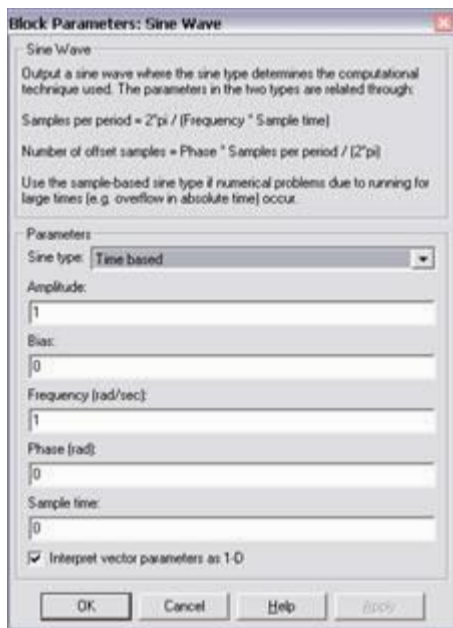 Block Parameters: Sine Wave
Sine Wave
Output a sine wave where the sine type determines the computational
technique used. The parameters in the two types are related through:
Samples per period = 2*pi / (Frequency * Sample time)
Number of offset samples = Phase * Samples per period / (2*pi)
Use the sample-based sine type if numerical problems due to running for
large times (e.g. overflow in absolute time) occur.
Parameters
Sine type: Time based
Amplitude:
1
Bias:
0
Frequency (rad/sec):
1
Phase (rad):
0
Sample time:
0
Interpret vector parameters as 1-D
OK Cancel Help Apply